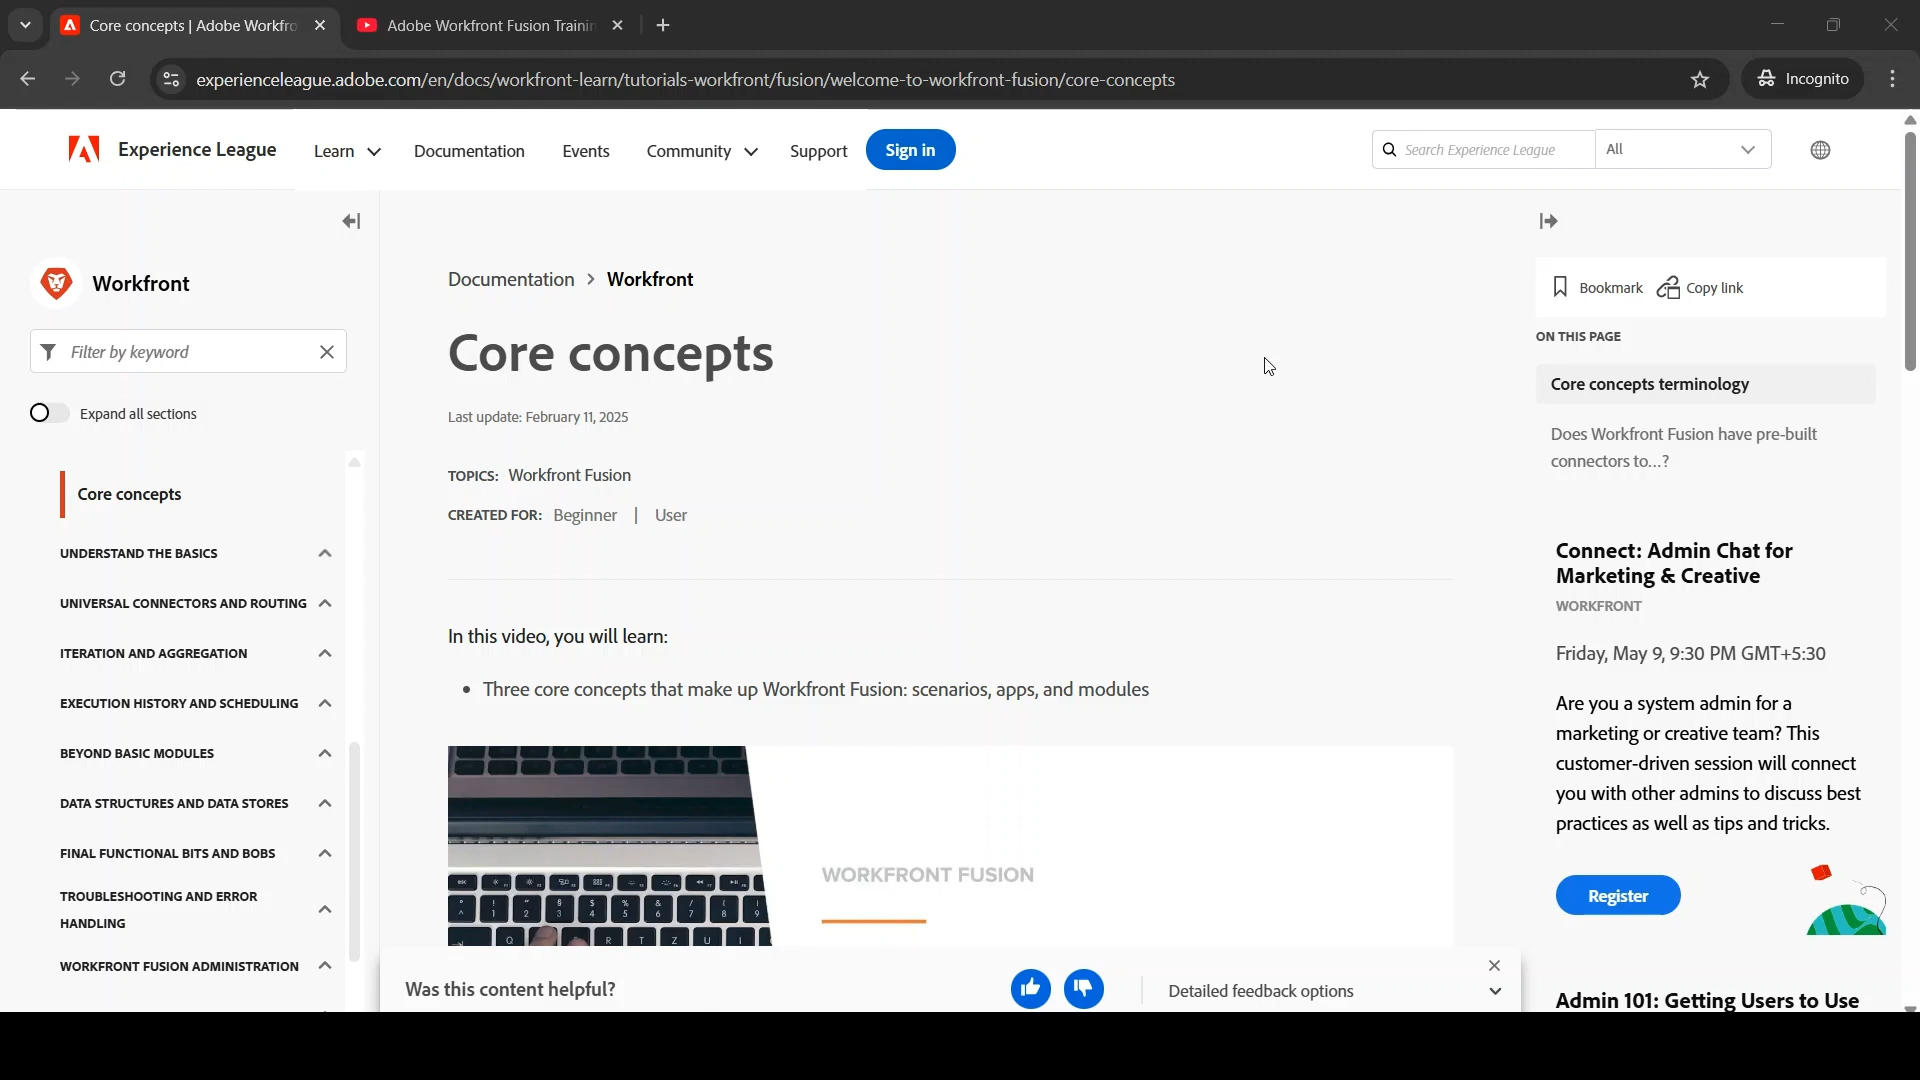 Core concepts | Adobe Workfro
Adobe Workfront Fusion Trainin
experienceleague.adobe.com/en/docs/workfront-learn/tutorials-workfront/fusion/welcome-to-workfront-fusion/core-concepts
Incognito
Experience League
Learn
Documentation
Events
Community
Support
Sign in
Search Experience League
All
Workfront
Filter by keyword
Expand all sections
Core concepts
UNDERSTAND THE BASICS
UNIVERSAL CONNECTORS AND ROUTING
ITERATION AND AGGREGATION
EXECUTION HISTORY AND SCHEDULING
BEYOND BASIC MODULES
DATA STRUCTURES AND DATA STORES
FINAL FUNCTIONAL BITS AND BOBS
TROUBLESHOOTING AND ERROR
HANDLING
WORKFRONT FUSION ADMINISTRATION
Documentation > Workfront
Core concepts
Last update: February 11, 2025
TOPICS: Workfront Fusion
CREATED FOR: Beginner | User
In this video, you will learn:
• Three core concepts that make up Workfront Fusion: scenarios, apps, and modules
WORKFRONT FUSION
Was this content helpful?
Detailed feedback options
Bookmark
Copy link
ON THIS PAGE
Core concepts terminology
Does Workfront Fusion have pre-built
connectors to…?
Connect: Admin Chat for
Marketing & Creative
WORKFRONT
Friday, May 9, 9:30 PM GMT+5:30
Are you a system admin for a
marketing or creative team? This
customer-driven session will connect
you with other admins to discuss best
practices as well as tips and tricks.
Register
Admin 101: Getting Users to Use